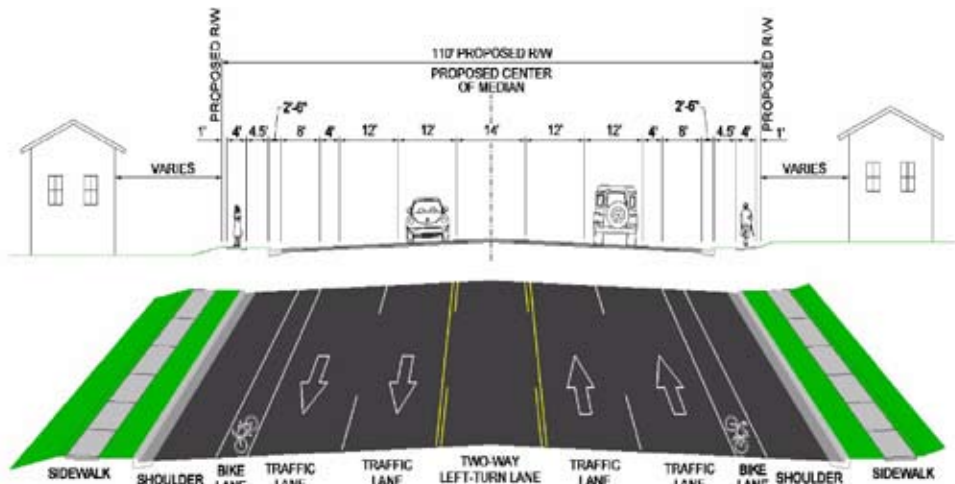 PROPOSED R/W
110' PROPOSED R/W
PROPOSED R/W
PROPOSED CENTER
OF MEDIAN
2'-6"
2'-6"
1' 4' 4.5' 8' 4' 12' 12' 14' 12' 12' 4' 8' 4.5' 4' 1'
VARIES
VARIES
SIDEWALK
SHOULDER
BIKE
LANE
TRAFFIC
LANE
TRAFFIC
LANE
TWO-WAY
LEFT-TURN LANE
TRAFFIC
LANE
TRAFFIC
LANE
BIKE
LANE
SHOULDER
SIDEWALK